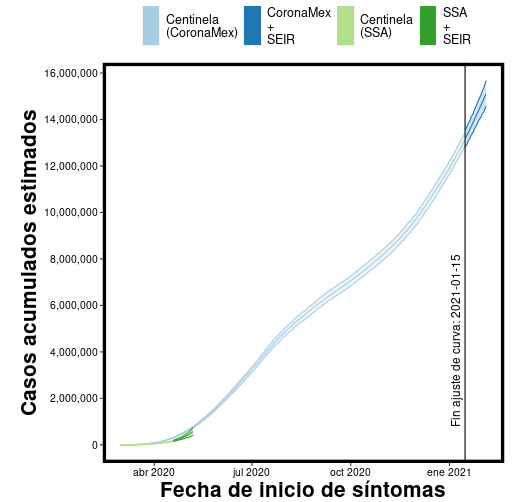 Centinela
(CoronaMex)
CoronaMex
+
SEIR
Centinela
(SSA)
SSA
+
SEIR
Casos acumulados estimados
16,000,000
14,000,000
12,000,000
10,000,000
8,000,000
6,000,000
4,000,000
2,000,000
0
Fin ajuste de curva: 2021-01-15
abr 2020
jul 2020
oct 2020
ene 2021
Fecha de inicio de síntomas